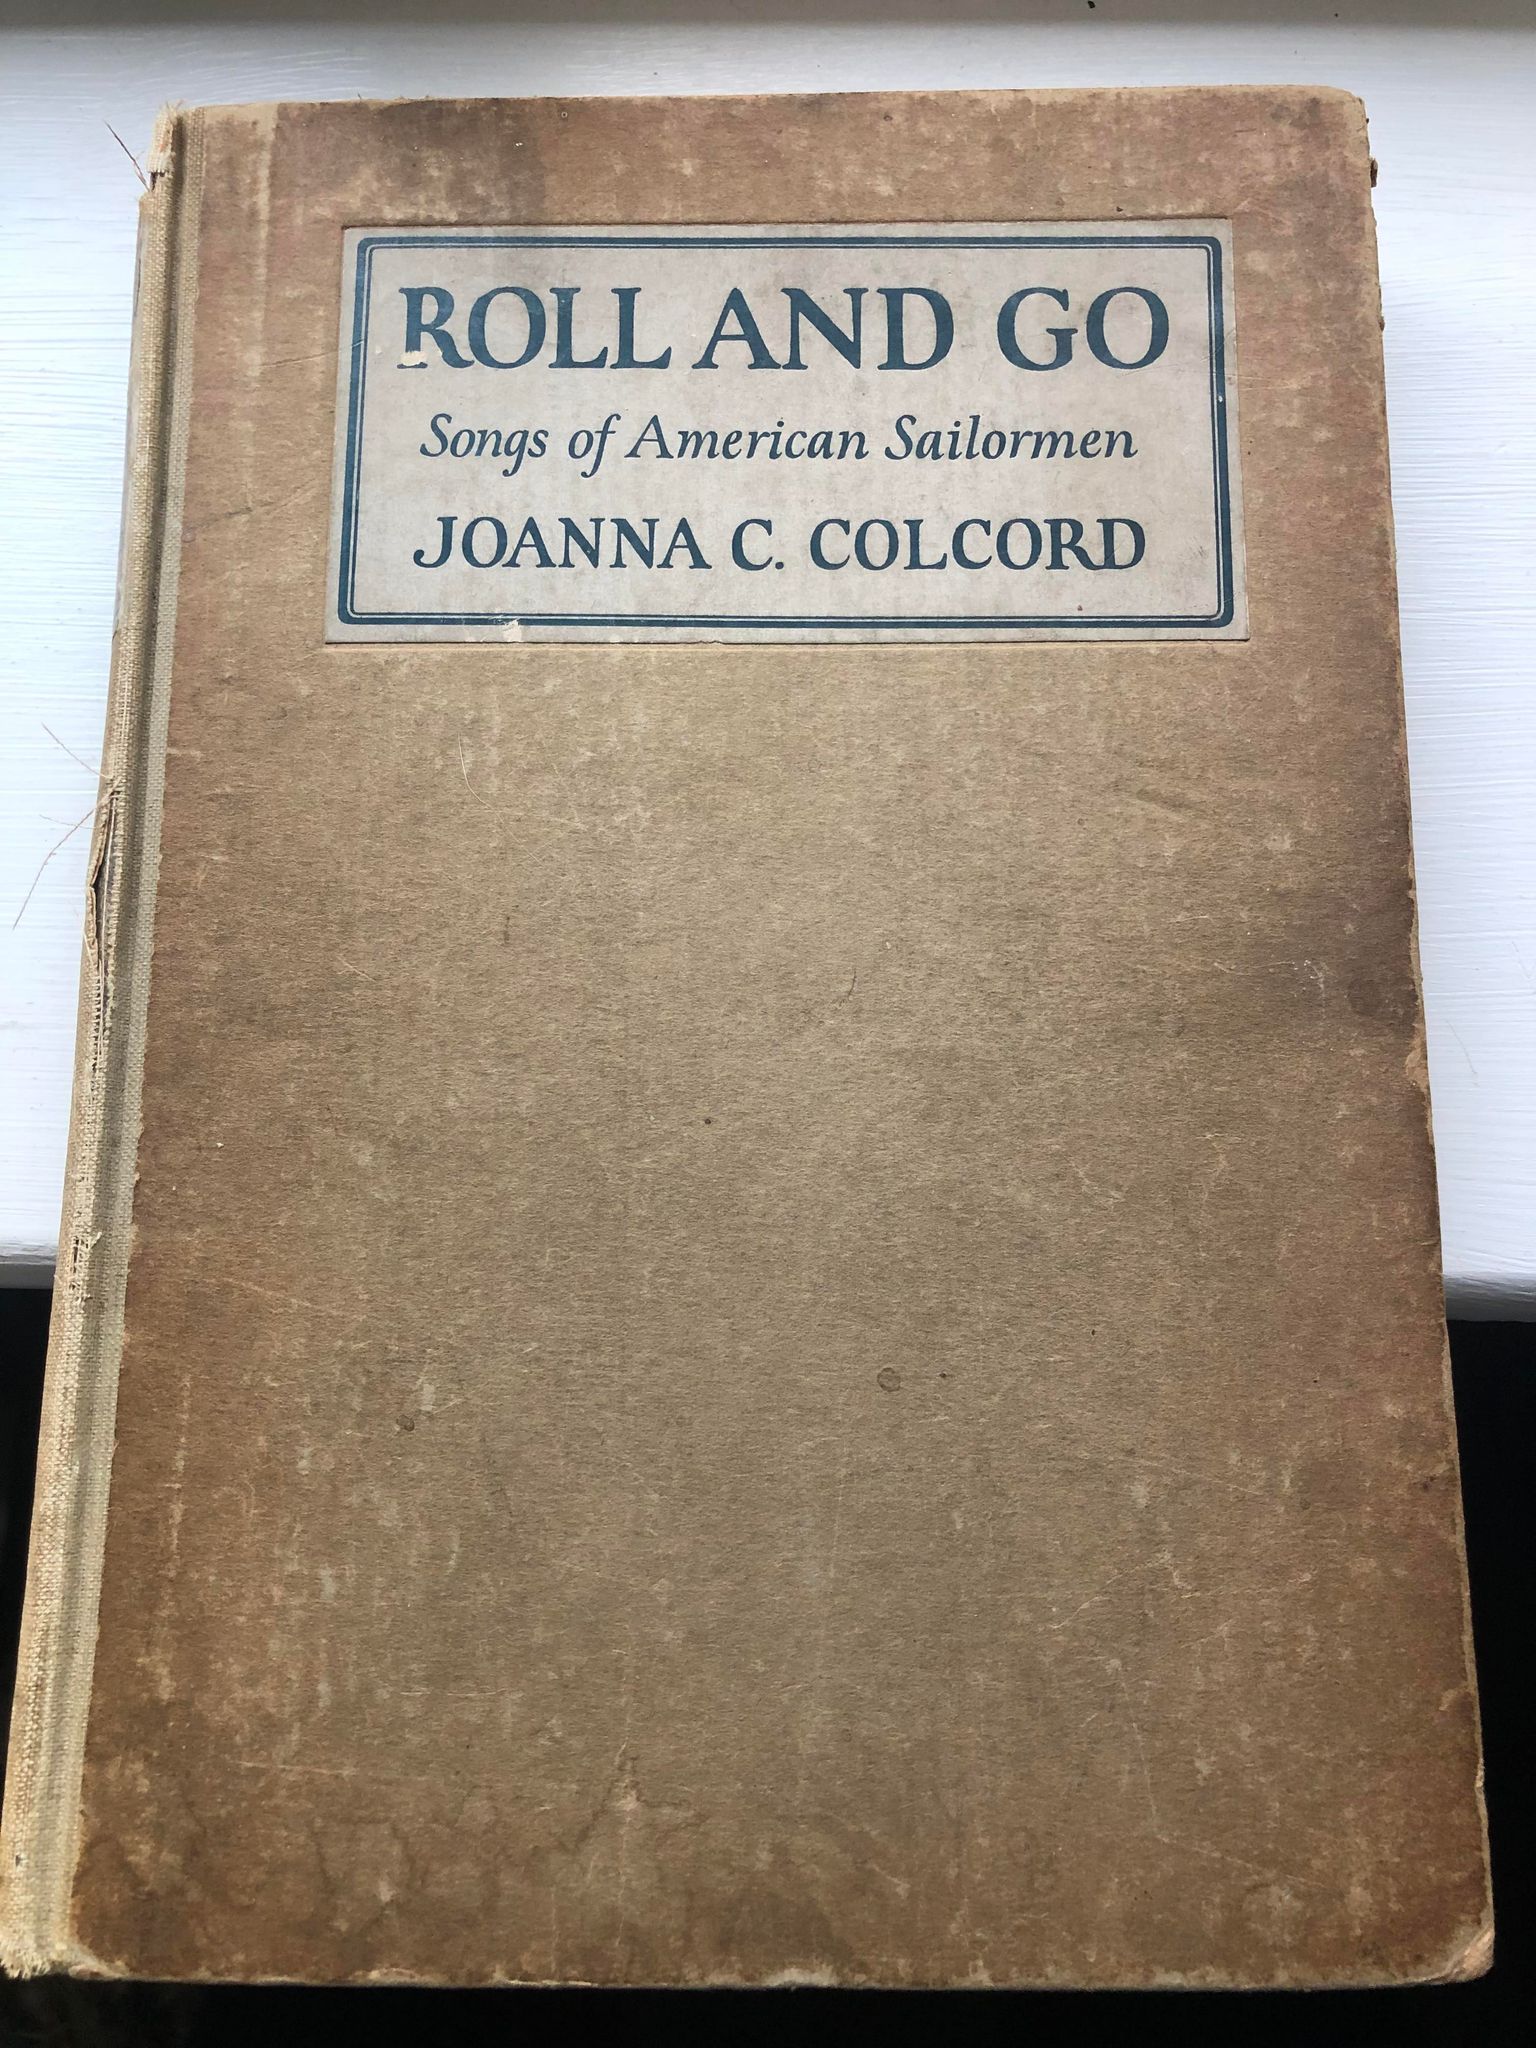 ROLL AND GO
Songs of American Sailormen
JOANNA C. COLCORD